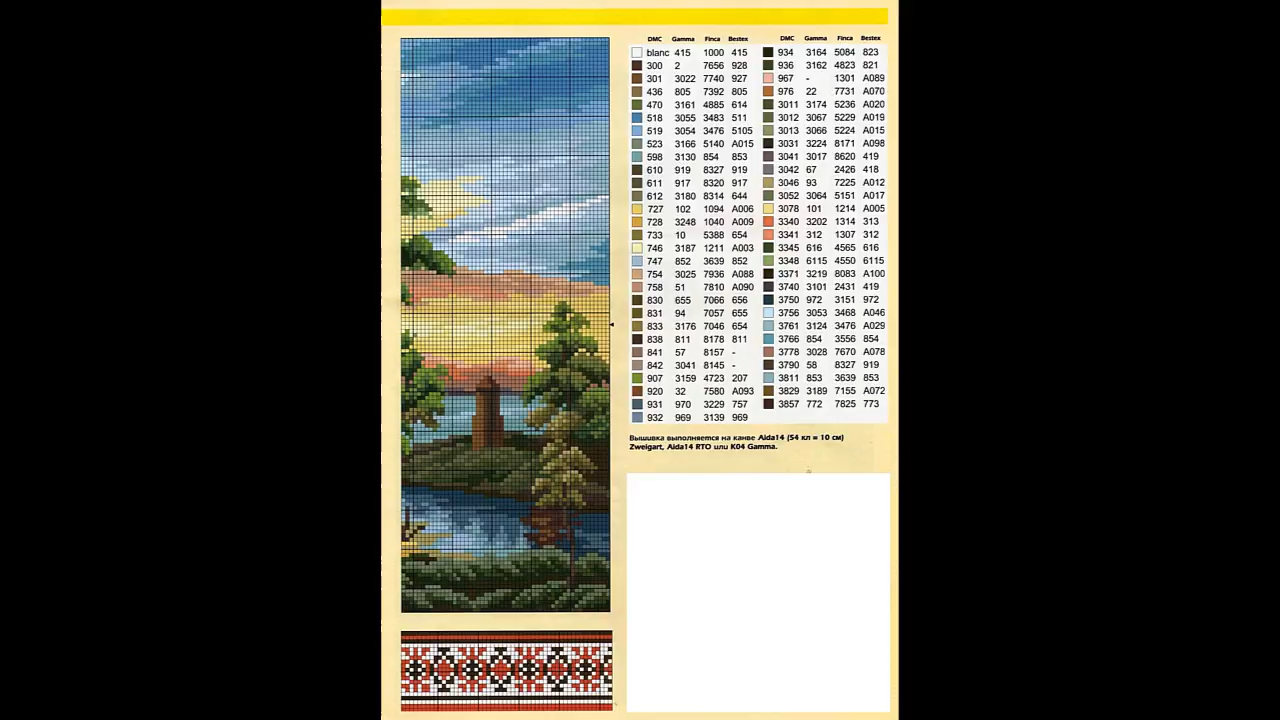 DMC Gamma Finca Bestex
blanc 415 1000 415
300 2 7656 928
301 3022 7740 927
436 805 7392 805
470 3161 4885 614
518 3055 3483 511
519 3054 3476 5105
523 3166 5140 A015
598 3130 854 853
610 919 8327 919
611 917 8320 917
612 3180 8314 644
727 102 1094 A006
728 3248 1040 A009
733 10 5388 654
746 3187 1211 A003
747 852 3639 852
754 3025 7936 A088
758 51 7810 A090
830 655 7066 656
831 94 7057 655
833 3176 7046 654
838 811 8178 811
841 57 8157 -
842 3041 8145 -
907 3159 4723 207
920 32 7580 A093
931 970 3229 757
932 969 3139 969
DMC Gamma Finca Bestex
934 3164 5084 823
936 3162 4823 821
967 - 1301 A089
976 22 7731 A070
3011 3174 5236 A020
3012 3067 5229 A019
3013 3066 5224 A015
3031 3224 8171 A098
3041 3017 8620 419
3042 67 2426 418
3046 93 7225 A012
3052 3064 5151 A017
3078 101 1214 A005
3340 3202 1314 313
3341 312 1307 312
3345 616 4565 616
3348 6115 4550 6115
3371 3219 8083 A100
3740 3101 2431 419
3750 972 3151 972
3756 3053 3468 A046
3761 3124 3476 A029
3766 854 3556 854
3778 3028 7670 A078
3790 58 8327 919
3811 853 3639 853
3829 3189 7155 A072
3857 772 7825 773
Вышивка выполняется на канве Aida14 (54 кл = 10 см)
Zweigart, Aida14 RTO или K04 Gamma.